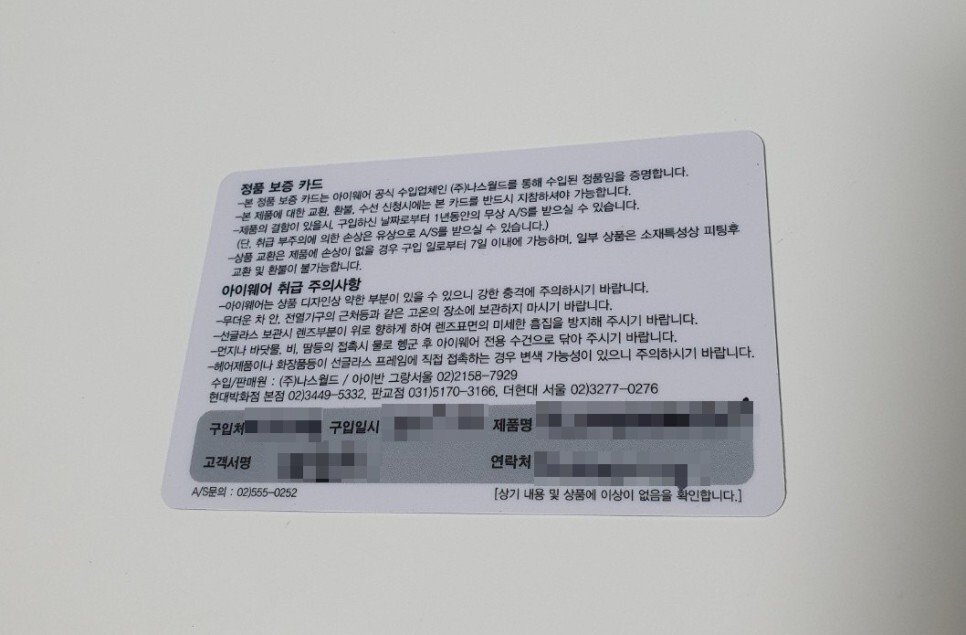 정품 보증 카드
-본 정품 보증 카드는 아이웨어 공식 수입업체인 (주)나스월드를 통해 수입된 정품임을 증명합니다.
-본 제품에 대한 교환, 환불, 수선 신청시에는 본 카드를 반드시 지참하셔야 가능합니다.
-제품의 결함이 있을시, 구입하신 날짜로부터 1년동안의 무상 A/S를 받으실 수 있습니다.
(단, 취급 부주의에 의한 손상은 유상으로 A/S를 받으실 수 있습니다.)
-상품 교환은 제품에 손상이 없을 경우 구입 일로부터 7일 이내에 가능하며, 일부 상품은 소재특성상 피팅후
교환 및 환불이 불가능합니다.
아이웨어 취급 주의사항
-아이웨어는 상품 디자인상 약한 부분이 있을 수 있으니 강한 충격에 주의하시기 바랍니다.
-무더운 차 안, 전열기구의 근처등과 같은 고온의 장소에 보관하지 마시기 바랍니다.
-선글라스 보관시 렌즈부분이 위로 향하게 하여 렌즈표면의 미세한 흠집을 방지해 주시기 바랍니다.
-먼지나 바닷물, 비, 땀등의 접촉시 물로 헹군 후 아이웨어 전용 수건으로 닦아 주시기 바랍니다.
-헤어제품이나 화장품등이 선글라스 프레임에 직접 접촉하는 경우 변색 가능성이 있으니 주의하시기 바랍니다.
수입/판매원 : (주)나스월드 / 아이반 그랑서울 02)2158-7929
현대박화점 본점 02)3449-5332, 판교점 031)5170-3166, 더현대 서울 02)3277-0276
구입처 구입일시 제품명
고객서명 연락처
A/S문의 : 02)555-0252 [상기 내용 및 상품에 이상이 없음을 확인합니다.]